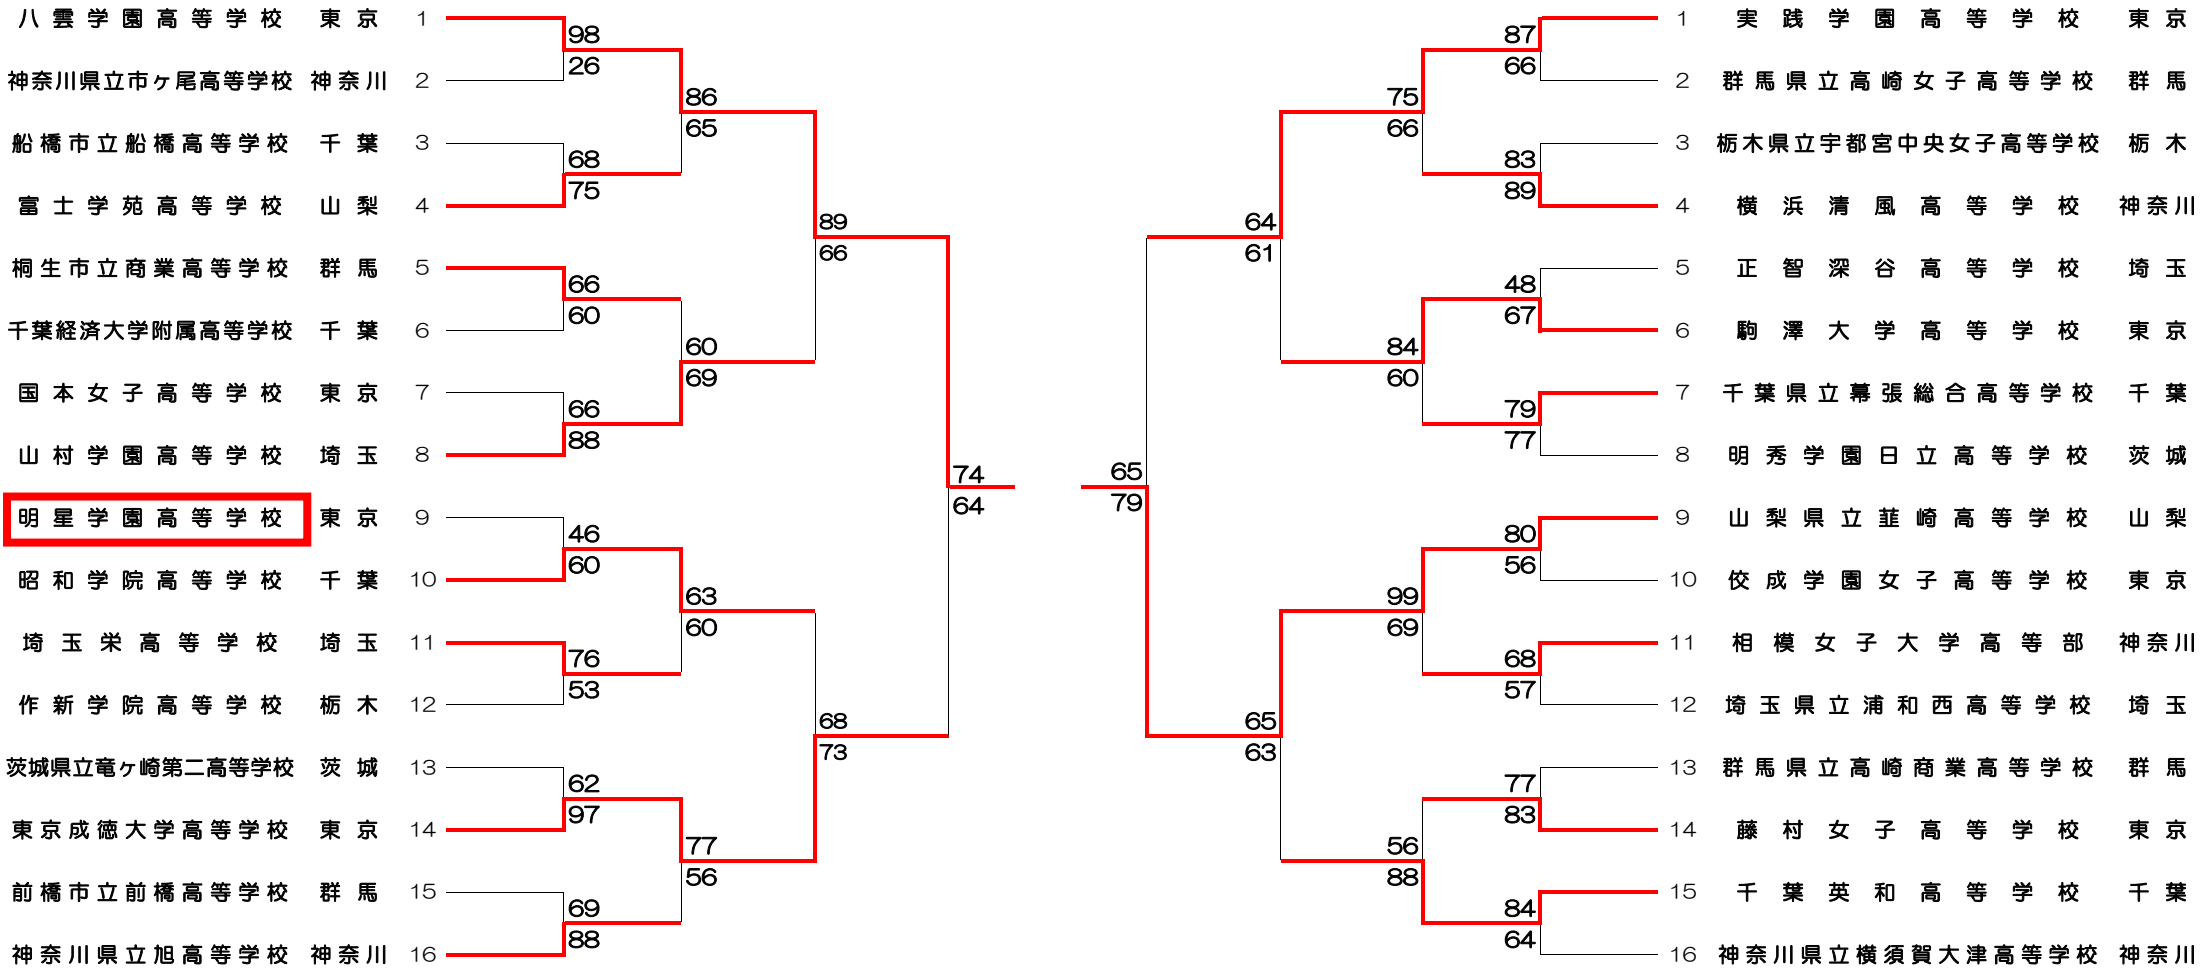 八雲学園高等学校 東京 1
神奈川県立市ヶ尾高等学校 神奈川 2
船橋市立船橋高等学校 千葉 3
富士学苑高等学校 山梨 4
桐生市立商業高等学校 群馬 5
千葉経済大学附属高等学校 千葉 6
国本女子高等学校 東京 7
山村学園高等学校 埼玉 8
明星学園高等学校 東京 9
昭和学院高等学校 千葉 10
埼玉栄高等学校 埼玉 11
作新学院高等学校 栃木 12
茨城県立竜ヶ崎第二高等学校 茨城 13
東京成徳大学高等学校 東京 14
前橋市立前橋高等学校 群馬 15
神奈川県立旭高等学校 神奈川 16
98
26
68
75
66
60
66
88
46
60
76
53
62
97
69
88
86
65
60
69
63
60
77
56
89
66
68
73
74
64
65
79
64
61
65
63
75
66
84
60
99
69
56
88
87
66
83
89
48
67
79
77
80
56
68
57
77
83
84
64
1 実践学園高等学校 東京
2 群馬県立高崎女子高等学校 群馬
3 栃木県立宇都宮中央女子高等学校 栃木
4 横浜清風高等学校 神奈川
5 正智深谷高等学校 埼玉
6 駒澤大学高等学校 東京
7 千葉県立幕張総合高等学校 千葉
8 明秀学園日立高等学校 茨城
9 山梨県立韮崎高等学校 山梨
10 佼成学園女子高等学校 東京
11 相模女子大学高等部 神奈川
12 埼玉県立浦和西高等学校 埼玉
13 群馬県立高崎商業高等学校 群馬
14 藤村女子高等学校 東京
15 千葉英和高等学校 千葉
16 神奈川県立横須賀大津高等学校 神奈川